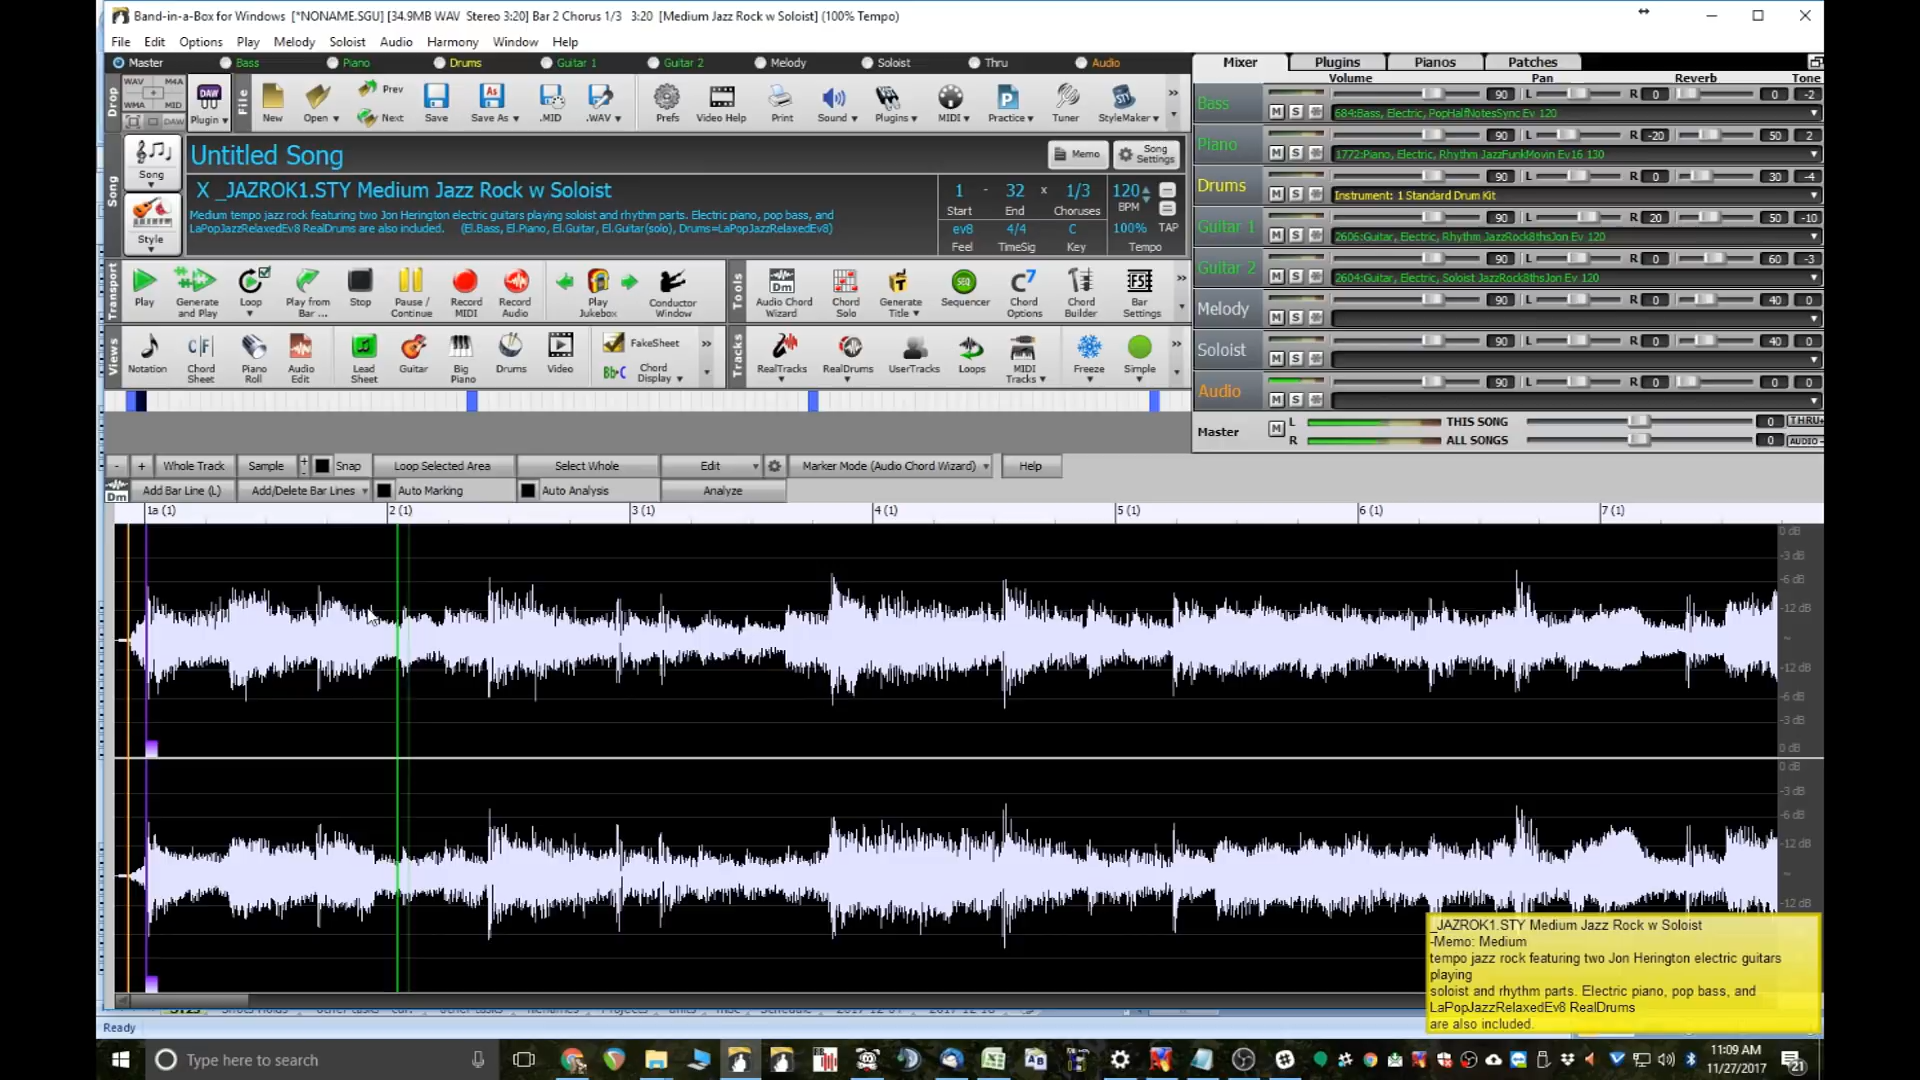 Band-in-a-Box for Windows [*NONAME.SGU] [34.9MB WAV Stereo 3:20] Bar 2 Chorus 1/3 3:20 [Medium Jazz Rock w Soloist] (100% Tempo)
File Edit Options Play Melody Soloist Audio Harmony Window Help
Master Bass Piano Drums Guitar 1 Guitar 2 Melody Soloist Thru Audio
Drop WAV M4A WMA MID DAW Plugin File New Open Prev Next Save Save As .MID .WAV Prefs Video Help Print Sound Plugins MIDI Practice Tuner StyleMaker
Song Song Style
Untitled Song Memo Song Settings
X _JAZROK1.STY Medium Jazz Rock w Soloist
Medium tempo jazz rock featuring two Jon Herington electric guitars playing soloist and rhythm parts. Electric piano, pop bass, and
LaPopJazzRelaxedEv8 RealDrums are also included. (El.Bass, El.Piano, El.Guitar, El.Guitar(solo), Drums=LaPopJazzRelaxedEv8)
1 - 32 x 1/3 120 BPM
Start End Choruses
ev8 4/4 C 100% TAP
Feel TimeSig Key Tempo
Transport Play Generate and Play Loop Play from Bar ... Stop Pause / Continue Record MIDI Record Audio Play Jukebox Conductor Window
Tools Audio Chord Wizard Chord Solo Generate Title Sequencer Chord Options Chord Builder Bar Settings
Views Notation Chord Sheet Piano Roll Audio Edit Lead Sheet Guitar Big Piano Drums Video FakeSheet Chord Display
Tracks RealTracks RealDrums UserTracks Loops MIDI Tracks Freeze Simple
Mixer Plugins Pianos Patches
Volume Pan Reverb Tone
Bass M S 90 L R 0 0 -2
684:Bass, Electric, PopHalfNotesSync Ev 120
Piano M S 90 L R -20 50 2
1772:Piano, Electric, Rhythm JazzFunkMovin Ev16 130
Drums M S 90 L R 0 30 -4
Instrument: 1 Standard Drum Kit
Guitar 1 M S 90 L R 20 50 -10
2606:Guitar, Electric, Rhythm JazzRock8thsJon Ev 120
Guitar 2 M S 90 L R 0 60 -3
2604:Guitar, Electric, Soloist JazzRock8thsJon Ev 120
Melody M S 90 L R 0 40 0
Soloist M S 90 L R 0 40 0
Audio M S 90 L R 0 0 0
Master M L THIS SONG 0 THRU
R ALL SONGS 0 AUDIO
- + Whole Track Sample + - Snap Loop Selected Area Select Whole Edit Marker Mode (Audio Chord Wizard) Help
Dm Add Bar Line (L) Add/Delete Bar Lines Auto Marking Auto Analysis Analyze
1a (1) 2 (1) 3 (1) 4 (1) 5 (1) 6 (1) 7 (1)
0 dB
-3 dB
-6 dB
-12 dB
~
-12 dB
-6 dB
-3 dB
0 dB
0 dB
-3 dB
-6 dB
-12 dB
~
-12 dB
_JAZROK1.STY Medium Jazz Rock w Soloist
-Memo: Medium
tempo jazz rock featuring two Jon Herington electric guitars
playing
soloist and rhythm parts. Electric piano, pop bass, and
LaPopJazzRelaxedEv8 RealDrums
are also included.
Ready
Type here to search
11:09 AM
11/27/2017
21